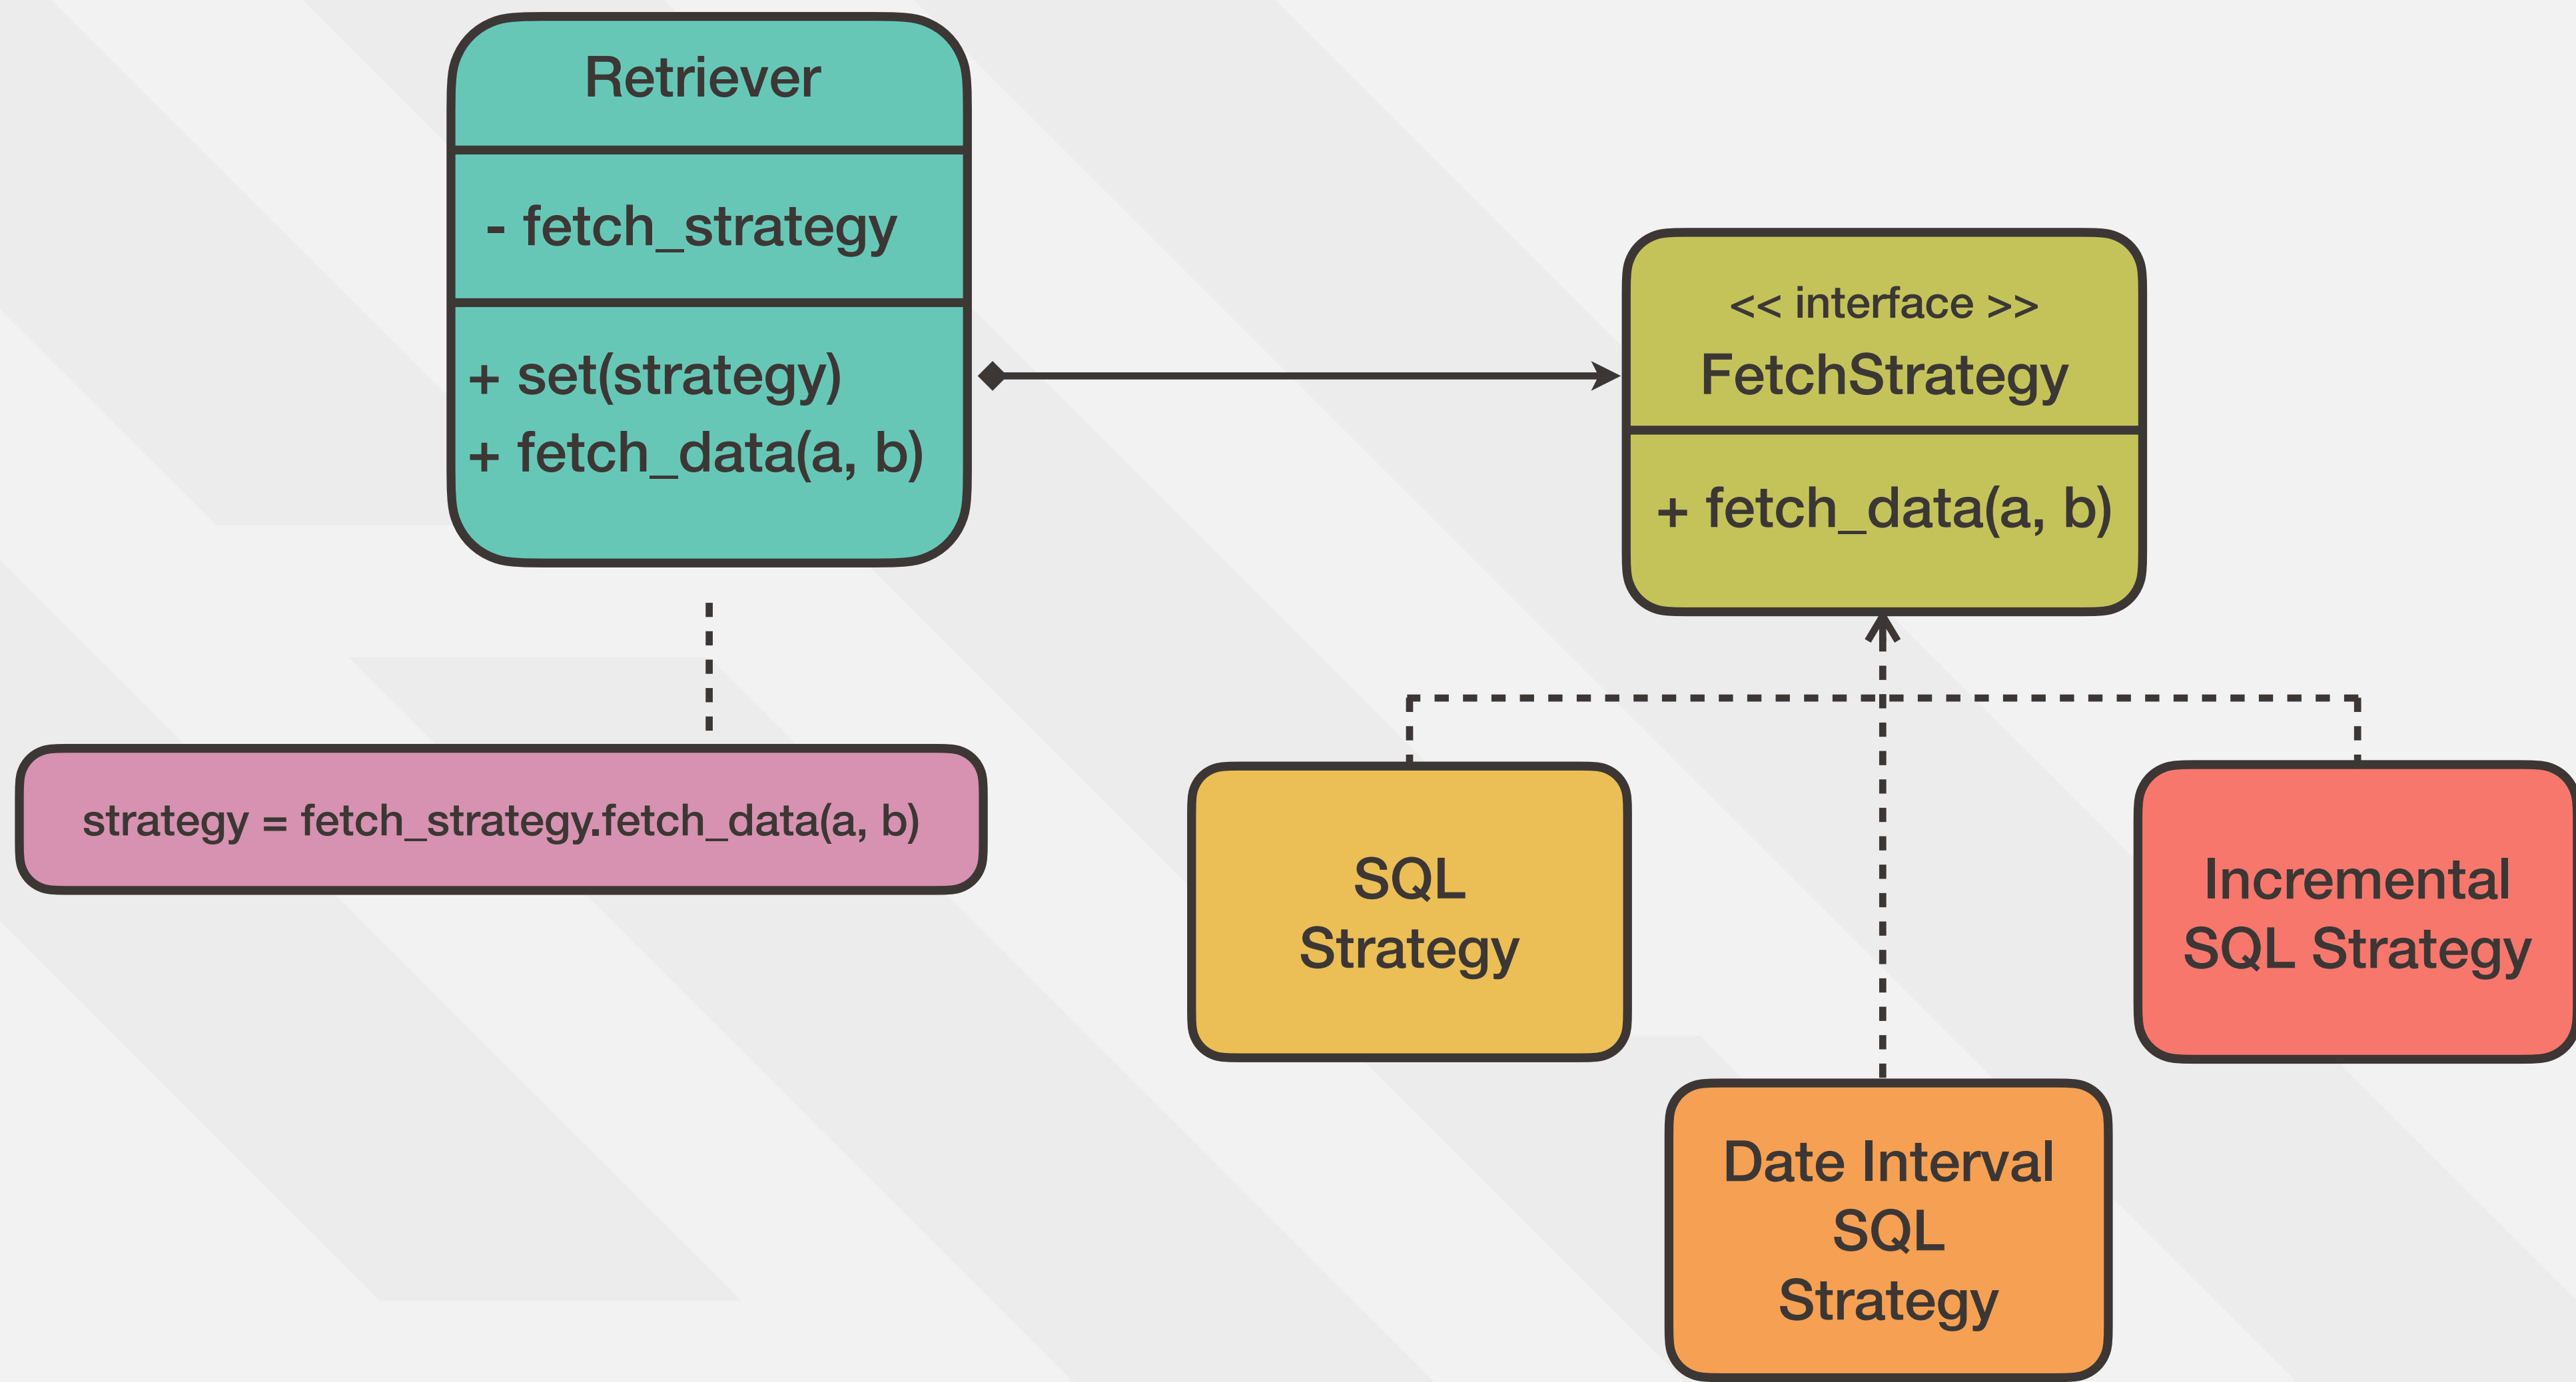 Retriever
- fetch_strategy
+ set(strategy)
+ fetch_data(a, b)
<< interface >>
FetchStrategy
+ fetch_data(a, b)
strategy = fetch_strategy.fetch_data(a, b)
SQL
Strategy
Incremental
SQL Strategy
Date Interval
SQL
Strategy